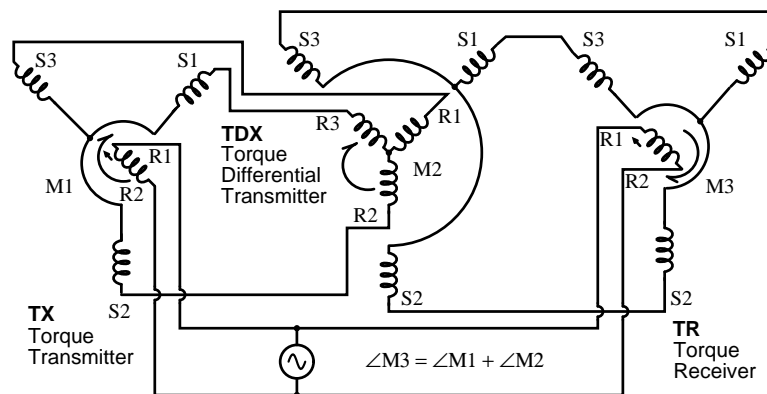 S3
S1
S3
S1
S3
S1
R3
R1
TDX
Torque
Differential
Transmitter
R1
R1
R2
M1
M2
R2
M3
R2
S2
S2
S2
TX
Torque
Transmitter
∠M3 = ∠M1 + ∠M2
TR
Torque
Receiver